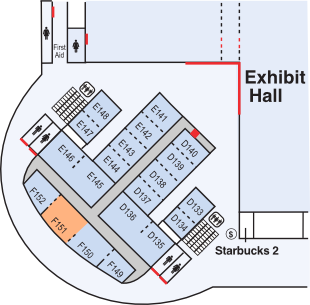 First
Aid
Exhibit
Hall
E148
E147
E141
E142
E143
E144
D140
D139
D138
D137
E146
E145
D136
D135
D133
D134
F152
F151
F150
F149
$
Starbucks 2